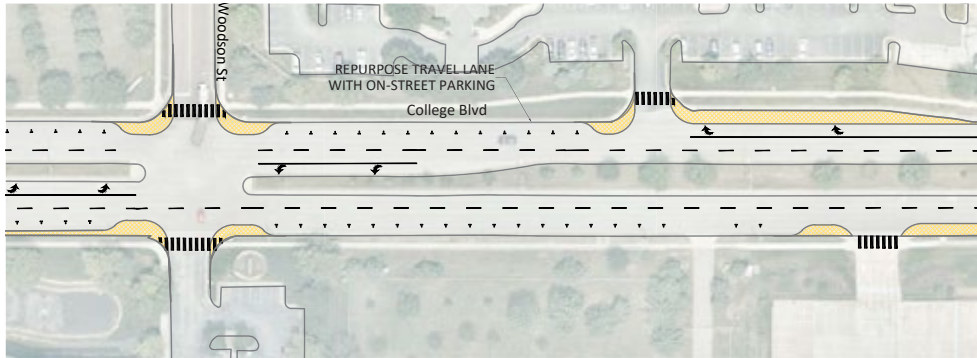 Woodson St
REPURPOSE TRAVEL LANE
WITH ON-STREET PARKING
College Blvd